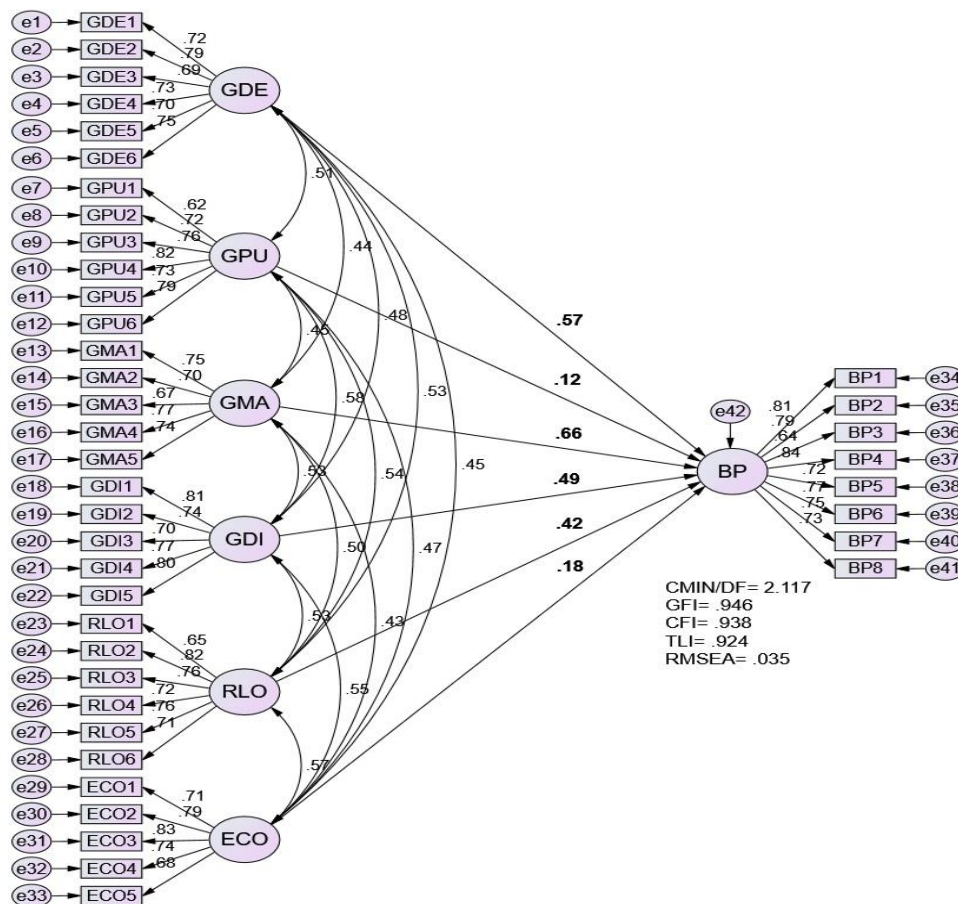 e1 GDE1
.72
e2 GDE2
.79
e3 GDE3
.69
GDE
e4 GDE4
.73
e5 GDE5
.70
e6 GDE6
.75
.51
e7 GPU1
.62
e8 GPU2
.72
e9 GPU3
.76
GPU
e10 GPU4
.82
e11 GPU5
.73
e12 GPU6
.79
.44
.48
.57
.45
e13 GMA1
.75
e14 GMA2
.70
e15 GMA3
.67
GMA
e16 GMA4
.77
e17 GMA5
.74
.58
.53
.12
.66
.53
.54
.45
.49
e18 GDI1
.81
e19 GDI2
.74
e20 GDI3
.70
GDI
e21 GDI4
.77
e22 GDI5
.80
.50
.47
.42
.18
.53
.43
e23 RLO1
.65
e24 RLO2
.82
e25 RLO3
.76
RLO
e26 RLO4
.72
e27 RLO5
.76
e28 RLO6
.71
.55
.57
e29 ECO1
.71
e30 ECO2
.79
e31 ECO3
.83
ECO
e32 ECO4
.74
e33 ECO5
.68
e42
BP
.81
BP1 e34
.79
BP2 e35
.64
BP3 e36
.84
BP4 e37
.72
BP5 e38
.77
BP6 e39
.75
BP7 e40
.73
BP8 e41
CMIN/DF= 2.117
GFI= .946
CFI= .938
TLI= .924
RMSEA= .035